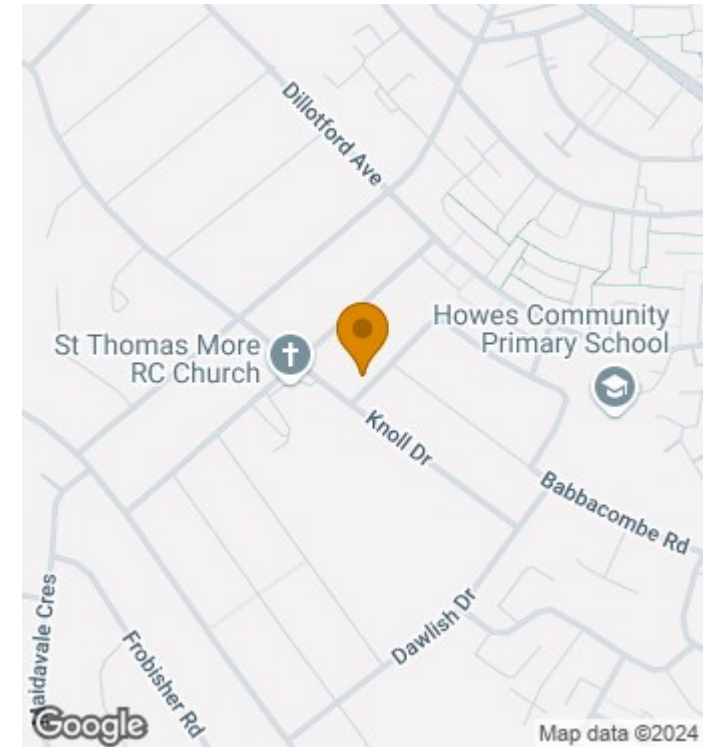 Dillotford Ave
Howes Community
Primary School
St Thomas More
RC Church
Knoll Dr
Babbacombe Rd
Dawlish Dr
Frobisher Rd
Google
Map data ©2024